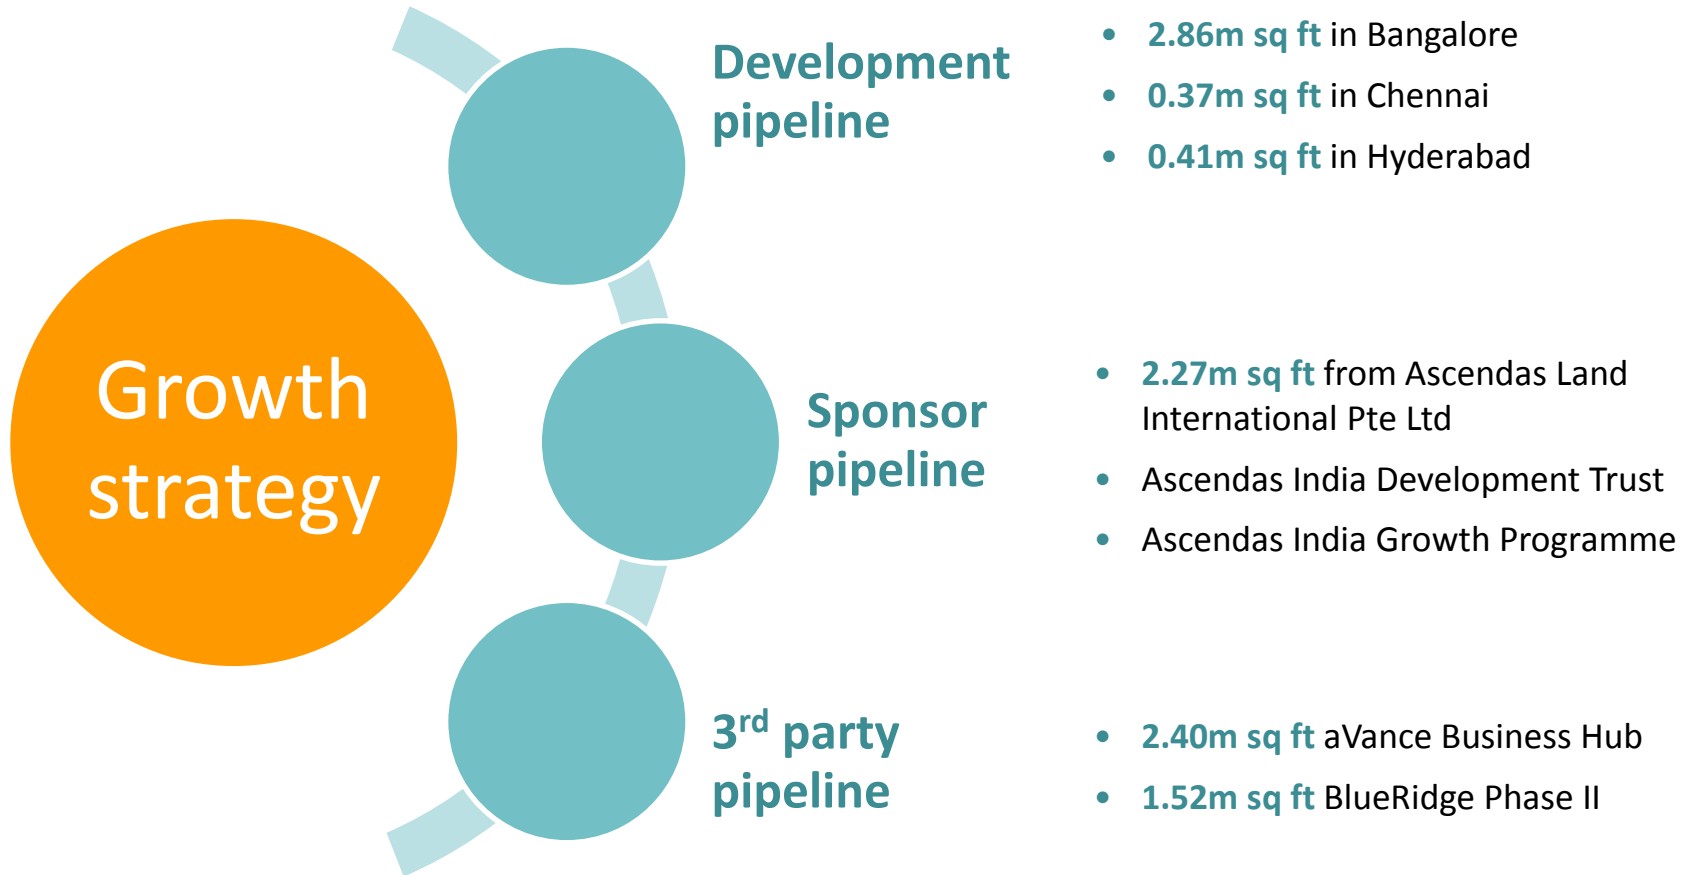 Growth
strategy
Development
pipeline
• 2.86m sq ft in Bangalore
• 0.37m sq ft in Chennai
• 0.41m sq ft in Hyderabad
Sponsor
pipeline
• 2.27m sq ft from Ascendas Land
International Pte Ltd
• Ascendas India Development Trust
• Ascendas India Growth Programme
3rd party
pipeline
• 2.40m sq ft aVance Business Hub
• 1.52m sq ft BlueRidge Phase II